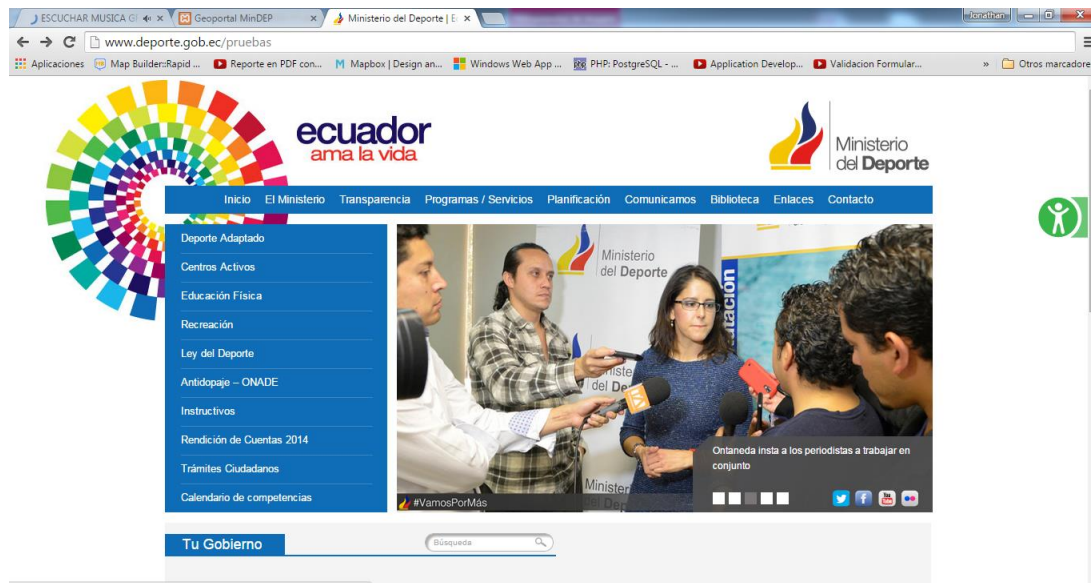 ESCUCHAR MUSICA GR
Geoportal MinDEP
Ministerio del Deporte | E
Jonathan
www.deporte.gob.ec/pruebas
Aplicaciones
Map Builder::Rapid ...
Reporte en PDF con...
Mapbox | Design an...
Windows Web App ...
PHP: PostgreSQL - ...
Application Develop...
Validacion Formular...
»
Otros marcadore
ecuador
ama la vida
Ministerio
del Deporte
Inicio El Ministerio Transparencia Programas / Servicios Planificación Comunicamos Biblioteca Enlaces Contacto
Deporte Adaptado
Centros Activos
Educación Física
Recreación
Ley del Deporte
Antidopaje – ONADE
Instructivos
Rendición de Cuentas 2014
Trámites Ciudadanos
Calendario de competencias
Ministerio
del Deporte
Ontaneda insta a los periodistas a trabajar en
conjunto
#VamosPorMás
You
Tube
Tu Gobierno
Búsqueda